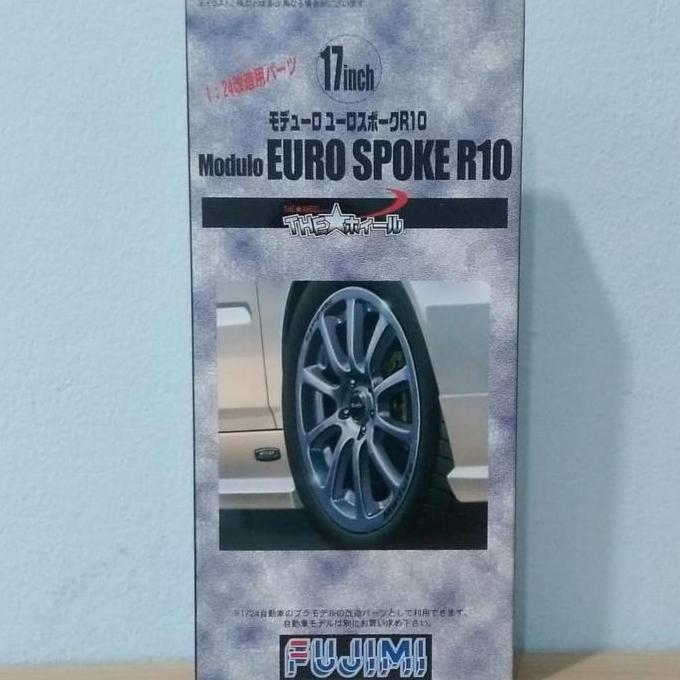 17inch
1:24改造用パーツ
モデューロ ユーロスポークR10
Modulo EURO SPOKE R10
THE★WHEEL
THE★ホイール
※1/24自動車のプラモデルの改造パーツとして利用できます。
自動車モデルは別にお買い求め下さい。
FUJIMI